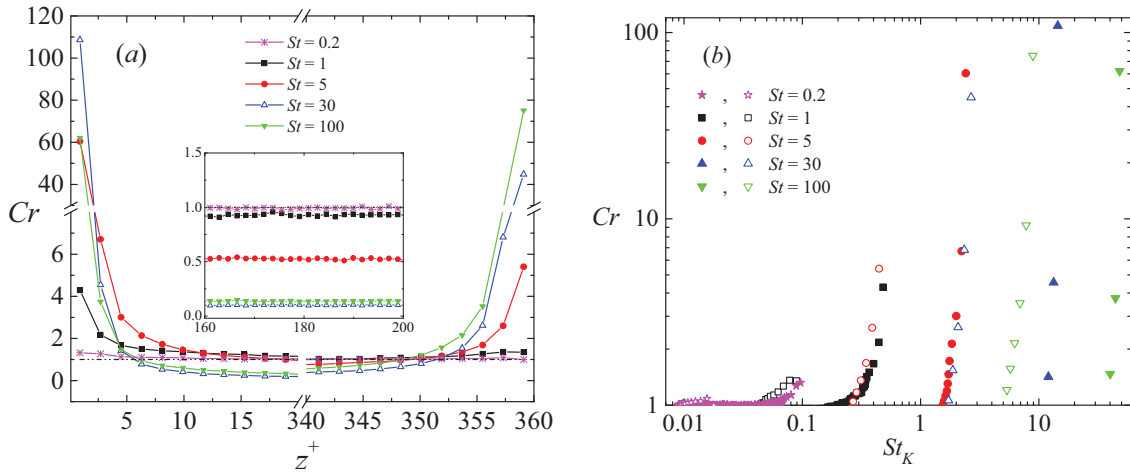 (a)
St = 0.2
St = 1
St = 5
St = 30
St = 100
120
100
80
60
40
6
4
2
0
Cr
1.5
1.0
0.5
0.0
160 180 200
5 10 15 340 345 350 355 360
z+
(b)
, St = 0.2
, St = 1
, St = 5
, St = 30
, St = 100
100
10
1
Cr
0.01 0.1 1 10
St_K